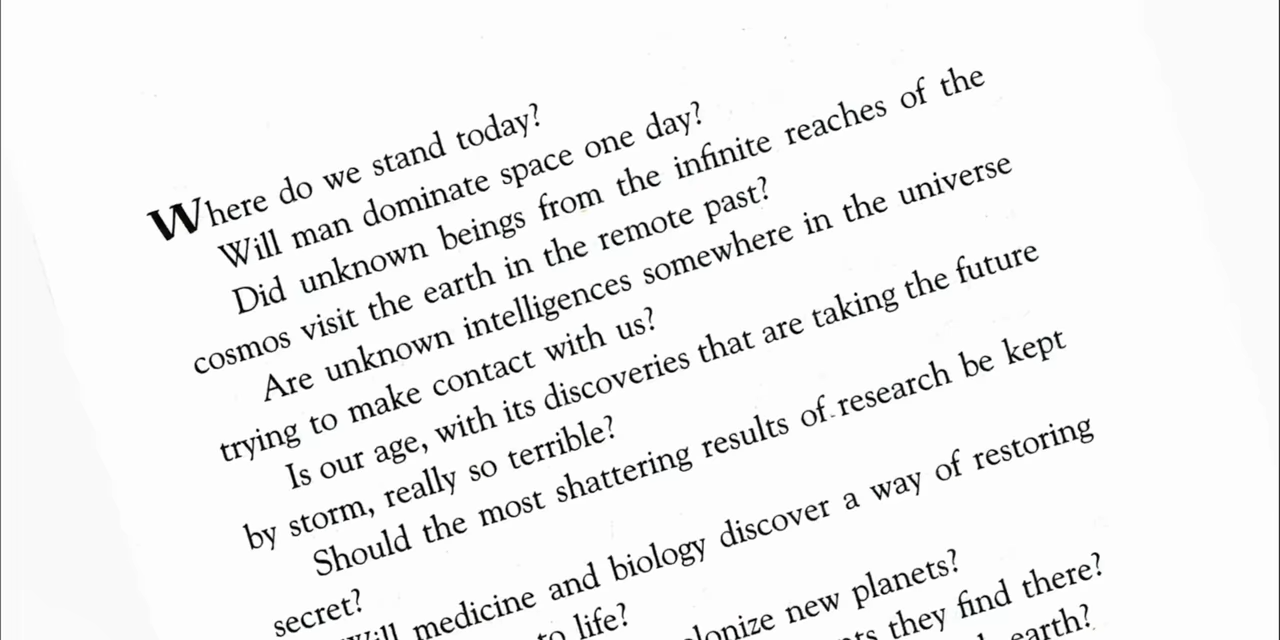 Where do we stand today?
Will man dominate space one day?
Did unknown beings from the infinite reaches of the
cosmos visit the earth in the remote past?
Are unknown intelligences somewhere in the universe
trying to make contact with us?
Is our age, with its discoveries that are taking the future
by storm, really so terrible?
Should the most shattering results of research be kept
secret?
Will medicine and biology discover a way of restoring
to life?
new planets?
they find there?
earth?